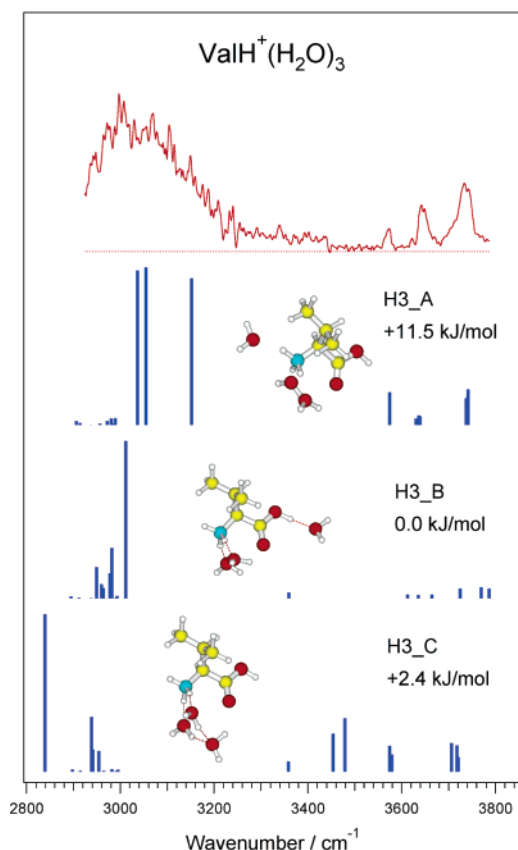 ValH⁺(H₂O)₃
H3_A
+11.5 kJ/mol
H3_B
0.0 kJ/mol
H3_C
+2.4 kJ/mol
2800 3000 3200 3400 3600 3800
Wavenumber / cm⁻¹